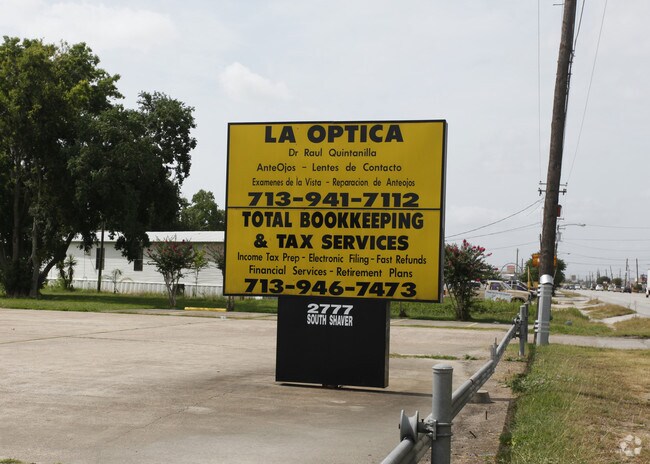 LA OPTICA
Dr Raul Quintanilla
AnteOjos - Lentes de Contacto
Examenes de la Vista - Reparacion de Anteojos
713-941-7112
TOTAL BOOKKEEPING
& TAX SERVICES
Income Tax Prep - Electronic Filing - Fast Refunds
Financial Services - Retirement Plans
713-946-7473
2777
SOUTH SHAVER